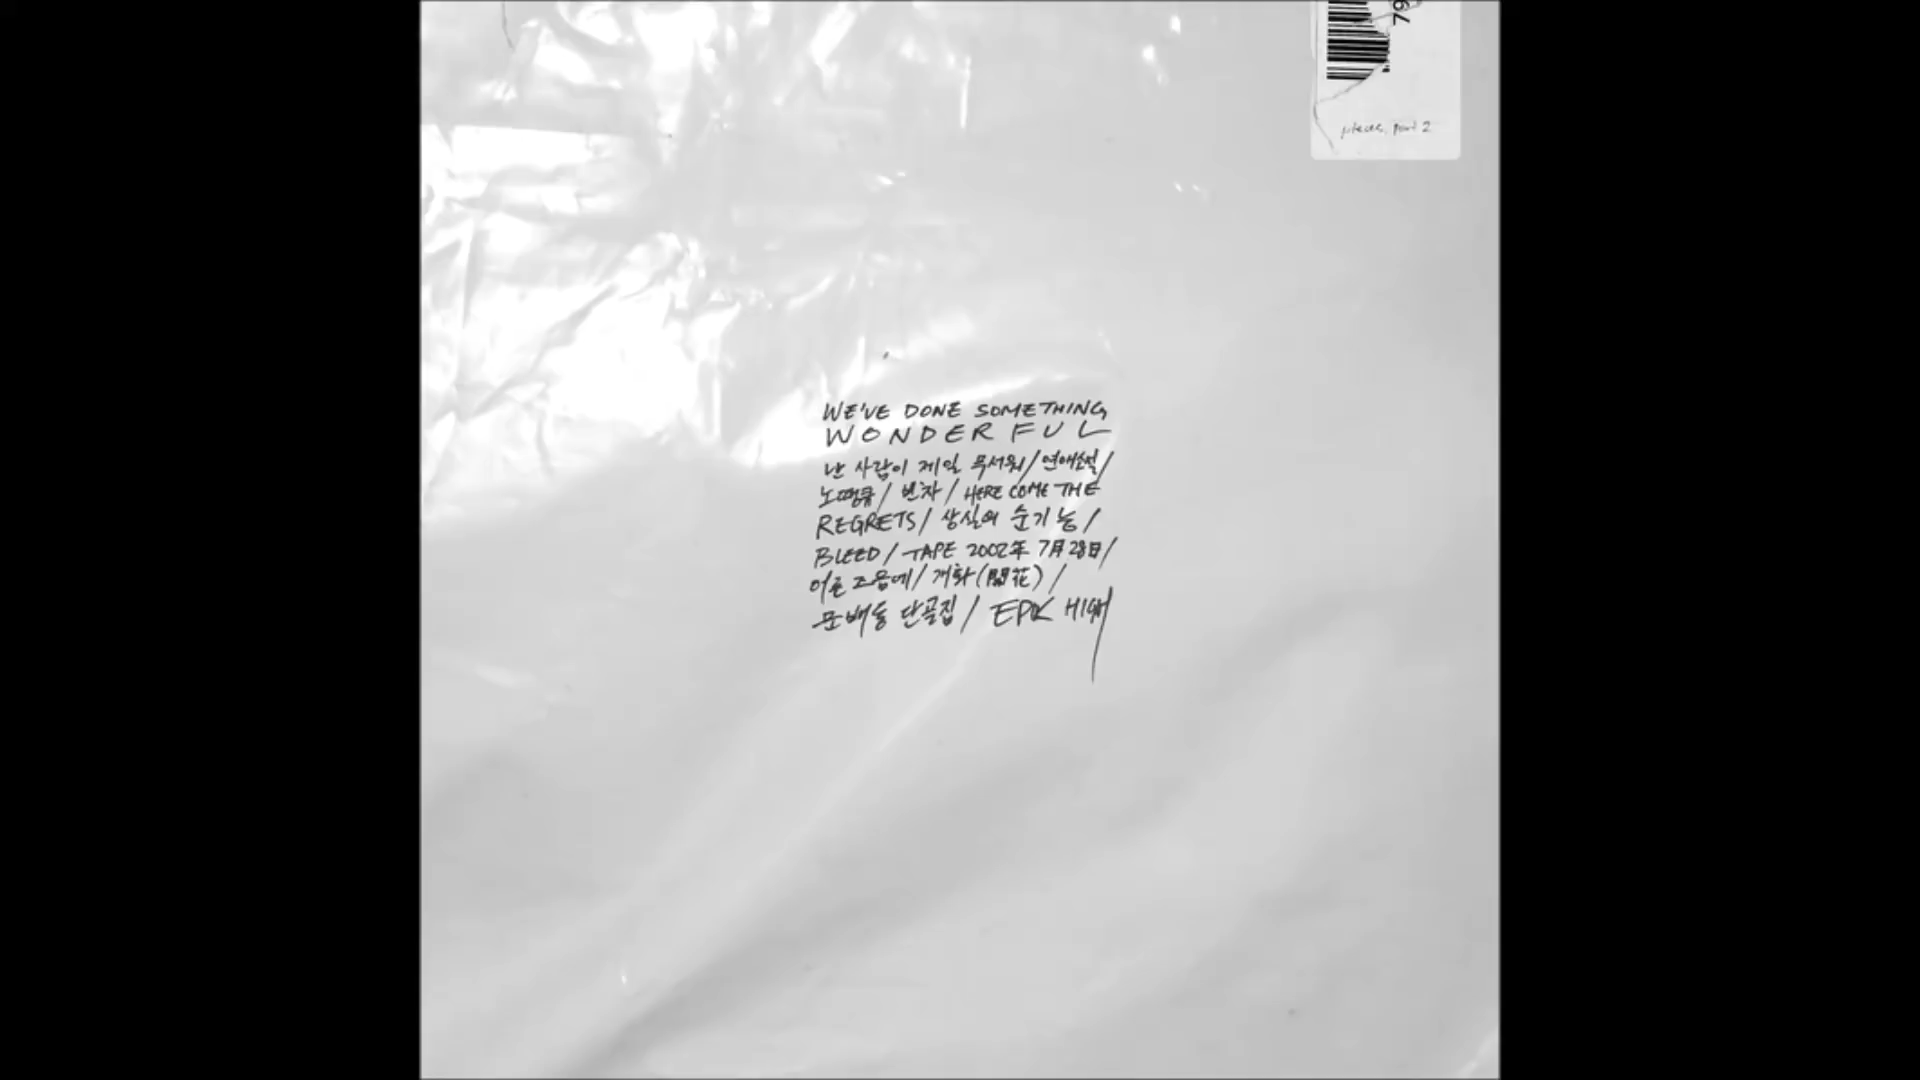 79
pieces, part 2
WE'VE DONE SOMETHING
WONDERFUL
난 사람이 제일 무서워/연애소설/
노땡큐/ 빈차/ HERE COME THE
REGRETS/ 상실의 순기능/
BLEED/ TAPE 2002年 7月 28日/
어른 즈음에/ 개화(開花) /
문배동 단골집/ EPIK HIGH